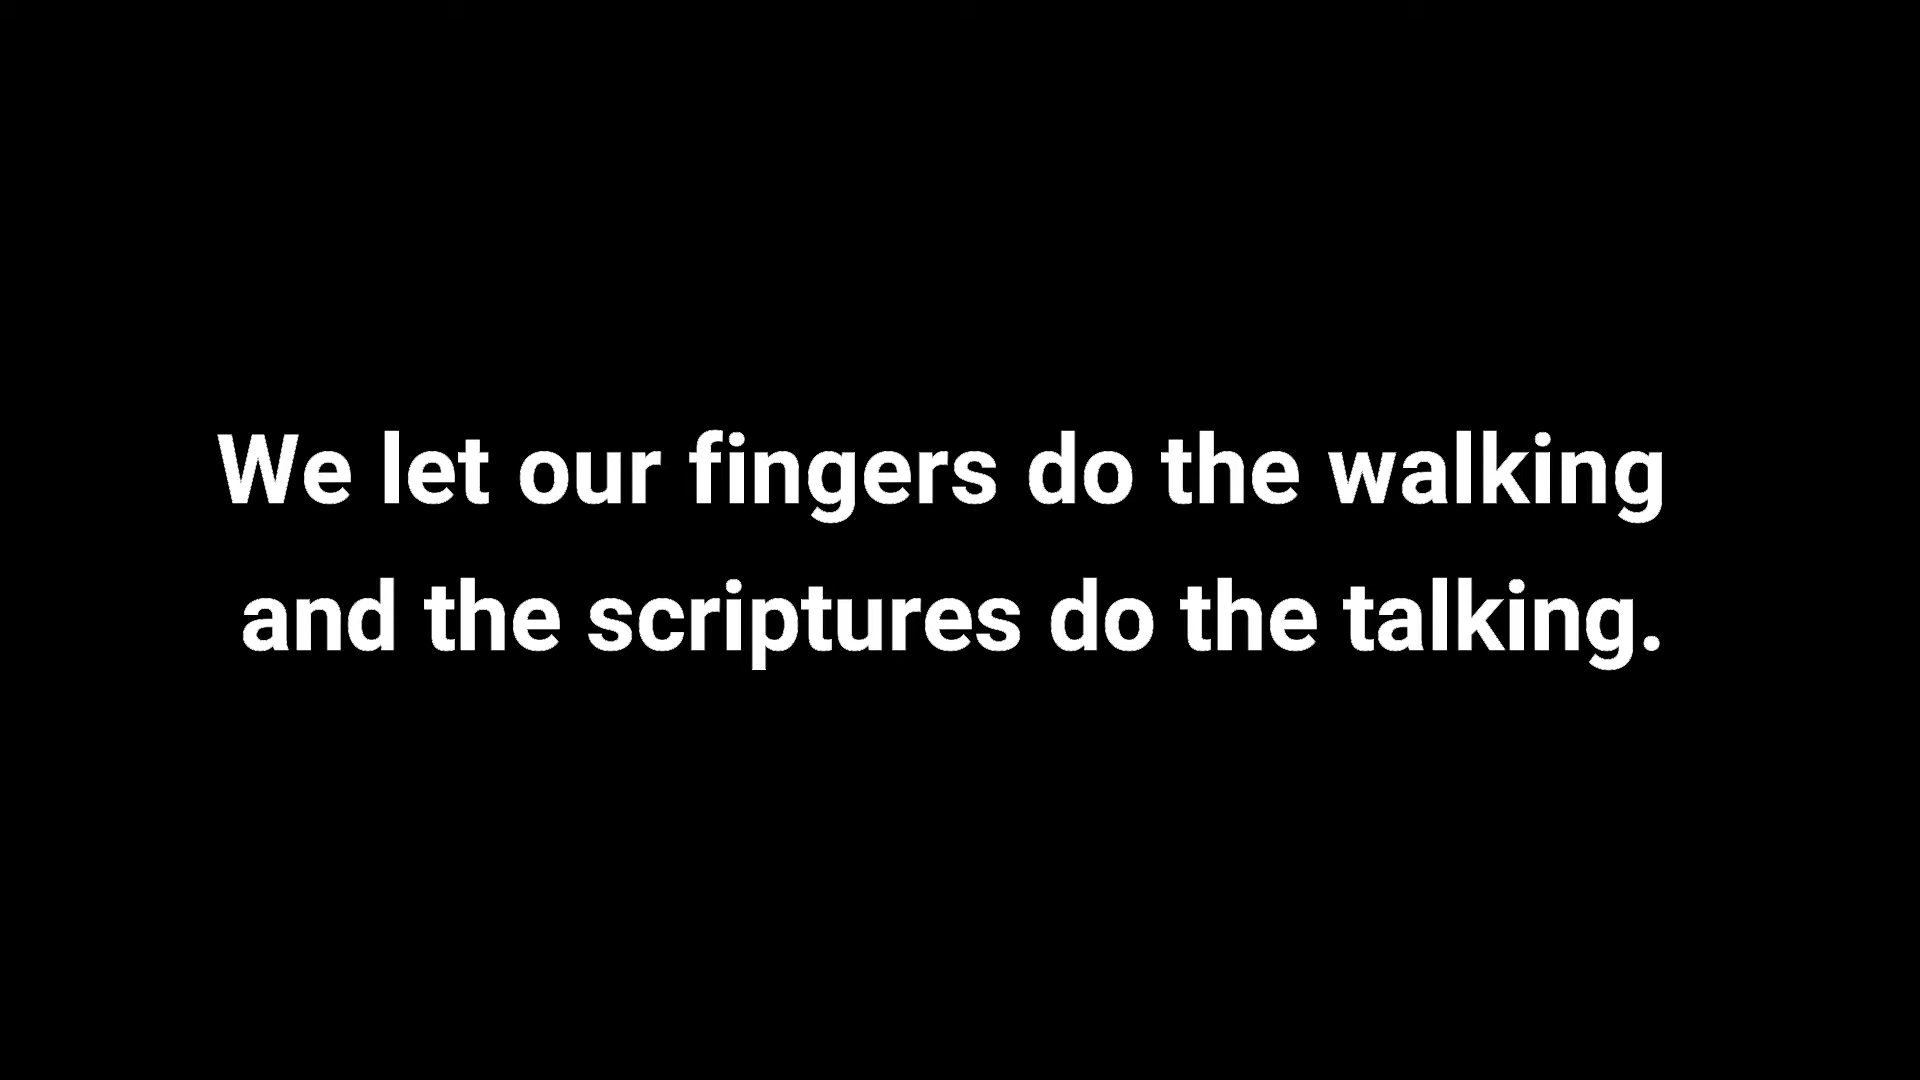 We let our fingers do the walking
and the scriptures do the talking.